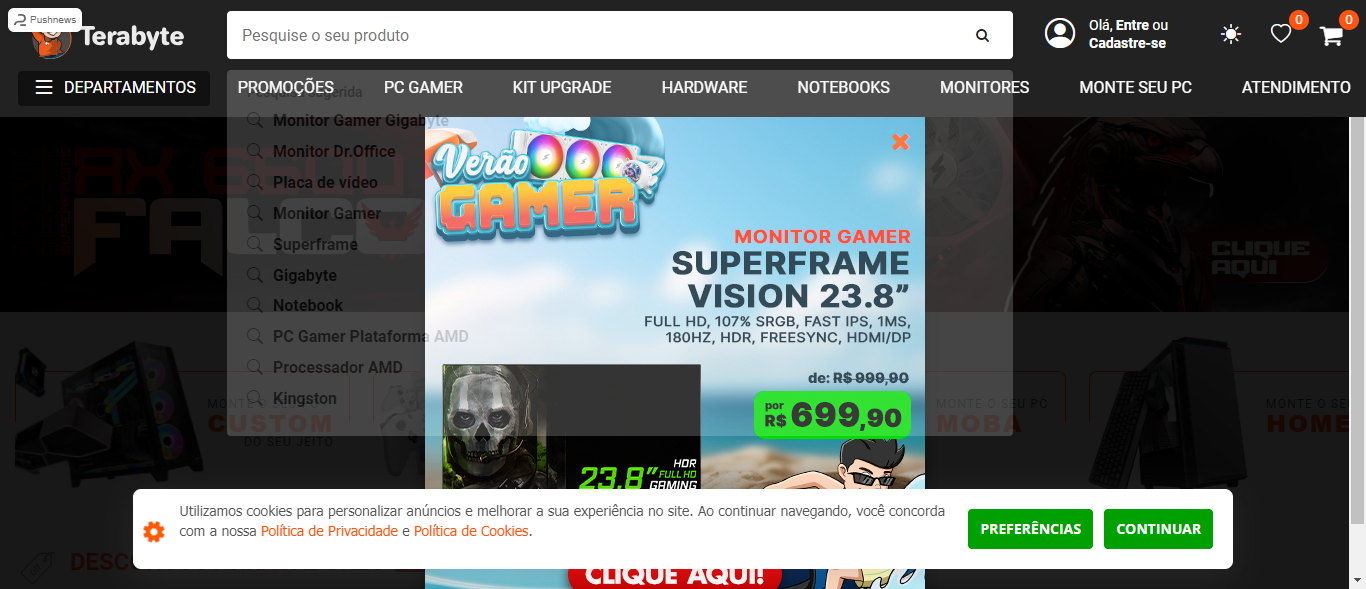 Pushnews
Terabyte
Pesquise o seu produto
Olá, Entre ou
Cadastre-se
0
0
DEPARTAMENTOS
PROMOÇÕES
PC GAMER
KIT UPGRADE
HARDWARE
NOTEBOOKS
MONITORES
MONTE SEU PC
ATENDIMENTO
Pesquisa sugerida
Monitor Gamer Gigabyte
Monitor Dr.Office
Placa de vídeo
Monitor Gamer
Superframe
Gigabyte
Notebook
PC Gamer Plataforma AMD
Processador AMD
Kingston
FALCO
CLIQUE
AQUI
Verão
GAMER
MONITOR GAMER
SUPERFRAME
VISION 23.8”
FULL HD, 107% SRGB, FAST IPS, 1MS,
180HZ, HDR, FREESYNC, HDMI/DP
de: R$ 999,90
por
R$ 699,90
HDR
23.8” FULL HD
GAMING
CUSTOM
DO SEU JEITO
MONTE O SEU PC
MOBA
MONTE O SE
HOME
Utilizamos cookies para personalizar anúncios e melhorar a sua experiência no site. Ao continuar navegando, você concorda
com a nossa Política de Privacidade e Política de Cookies.
PREFERÊNCIAS
CONTINUAR
DESC
CLIQUE AQUI!